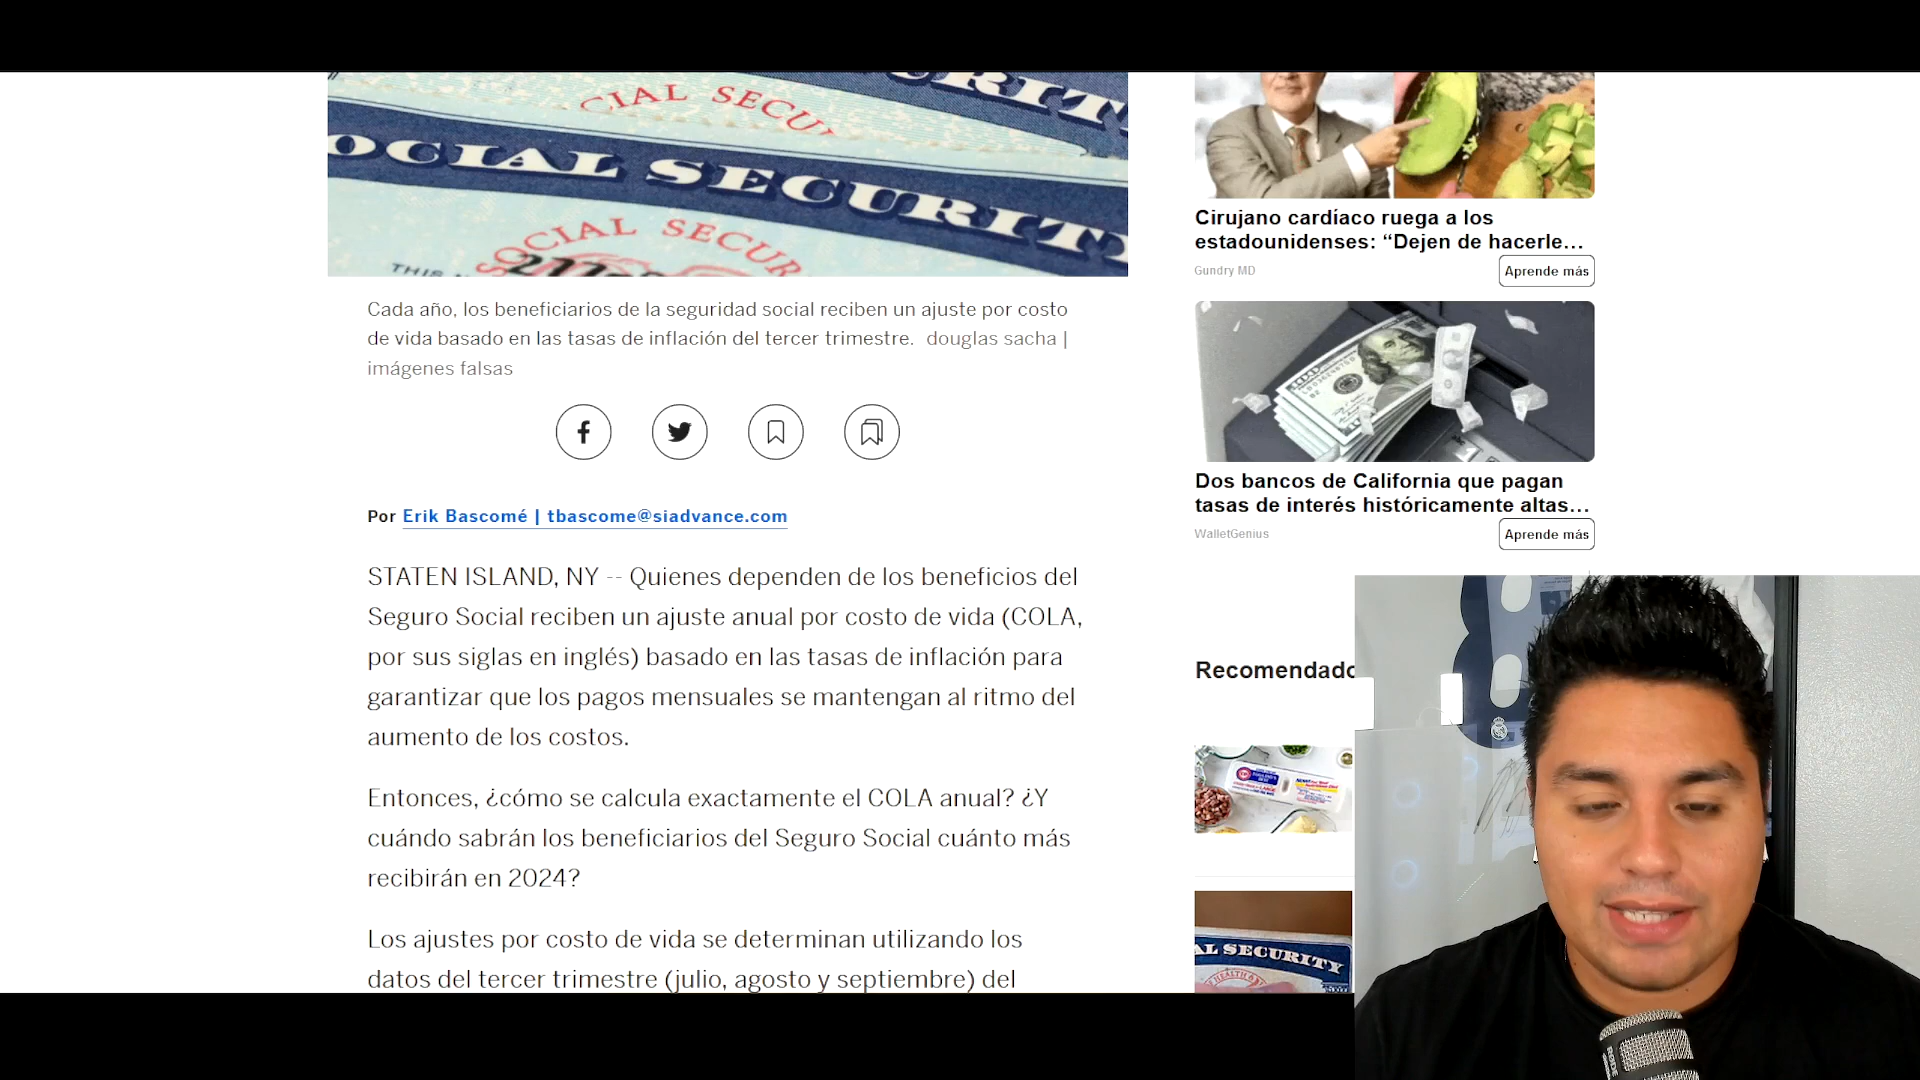 CIAL SECU
OCIAL SECURIT
SOCIAL SECUR
THIS
Cada año, los beneficiarios de la seguridad social reciben un ajuste por costo
de vida basado en las tasas de inflación del tercer trimestre. douglas sacha |
imágenes falsas
Por Erik Bascomé | tbascome@siadvance.com
STATEN ISLAND, NY -- Quienes dependen de los beneficios del
Seguro Social reciben un ajuste anual por costo de vida (COLA,
por sus siglas en inglés) basado en las tasas de inflación para
garantizar que los pagos mensuales se mantengan al ritmo del
aumento de los costos.
Entonces, ¿cómo se calcula exactamente el COLA anual? ¿Y
cuándo sabrán los beneficiarios del Seguro Social cuánto más
recibirán en 2024?
Los ajustes por costo de vida se determinan utilizando los
datos del tercer trimestre (julio, agosto y septiembre) del
Cirujano cardíaco ruega a los
estadounidenses: “Dejen de hacerle...
Gundry MD
Aprende más
Dos bancos de California que pagan
tasas de interés históricamente altas...
WalletGenius
Aprende más
Recomendado
AL SECURITY
RODE